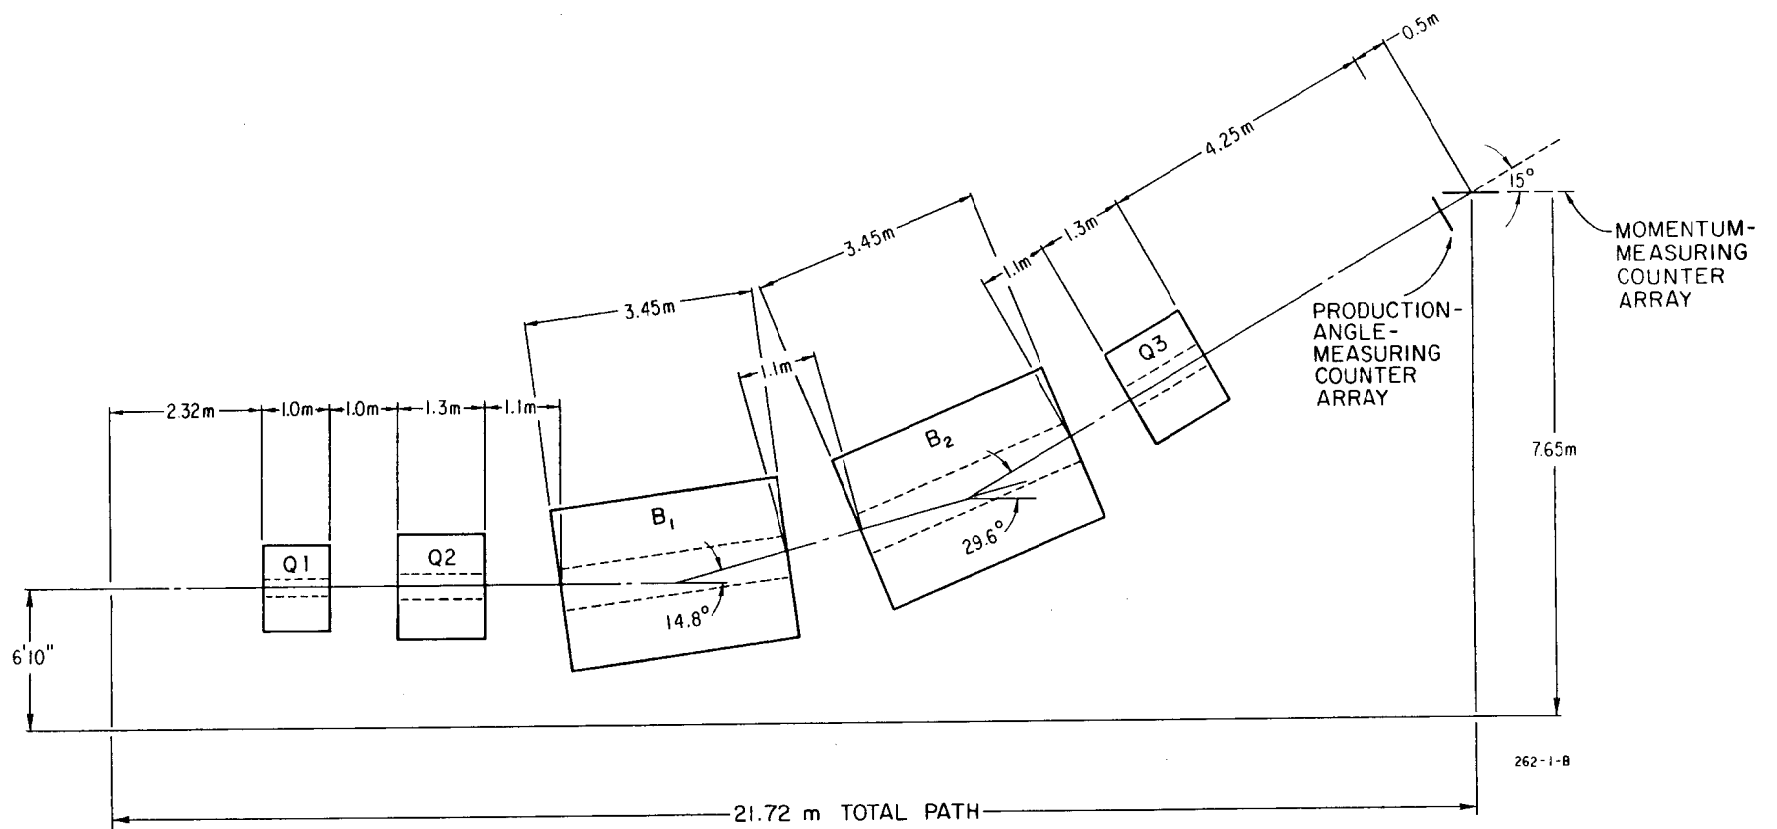 0.5m
4.25m
15°
1.3m
3.45m
1.1m
MOMENTUM-
MEASURING
COUNTER
ARRAY
3.45m
PRODUCTION-
ANGLE-
MEASURING
COUNTER
ARRAY
Q3
1.1m
2.32m
1.0m
1.0m
1.3m
1.1m
B2
7.65m
B1
29.6°
Q1
Q2
14.8°
6'10"
262-1-B
21.72 m TOTAL PATH